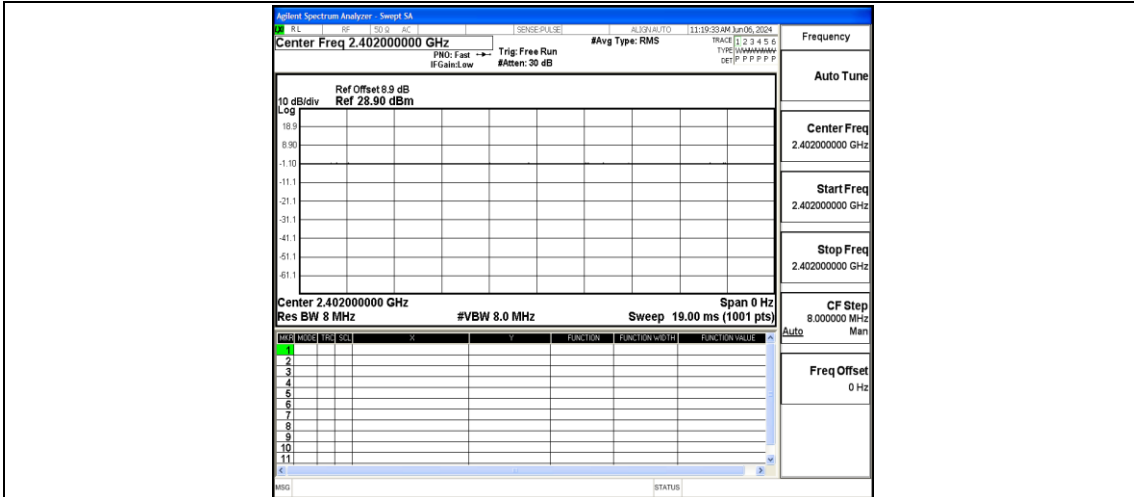 Agilent Spectrum Analyzer - Swept SA
RL RF 50 Ω AC SENSE:PULSE ALIGN AUTO 11:19:33 AM Jun 06, 2024
Center Freq 2.402000000 GHz
PNO: Fast
IFGain:Low
Trig: Free Run
#Atten: 30 dB
#Avg Type: RMS
TRACE 1 2 3 4 5 6
TYPE
DET P P P P P P
Ref Offset 8.9 dB
10 dB/div Ref 28.90 dBm
Log
18.9
8.90
-1.10
-11.1
-21.1
-31.1
-41.1
-51.1
-61.1
Center 2.402000000 GHz Span 0 Hz
Res BW 8 MHz #VBW 8.0 MHz Sweep 19.00 ms (1001 pts)
MKR MODE TRC SCL X Y FUNCTION FUNCTION WIDTH FUNCTION VALUE
1
2
3
4
5
6
7
8
9
10
11
MSG STATUS
Frequency
Auto Tune
Center Freq
2.402000000 GHz
Start Freq
2.402000000 GHz
Stop Freq
2.402000000 GHz
CF Step
8.000000 MHz
Auto Man
Freq Offset
0 Hz